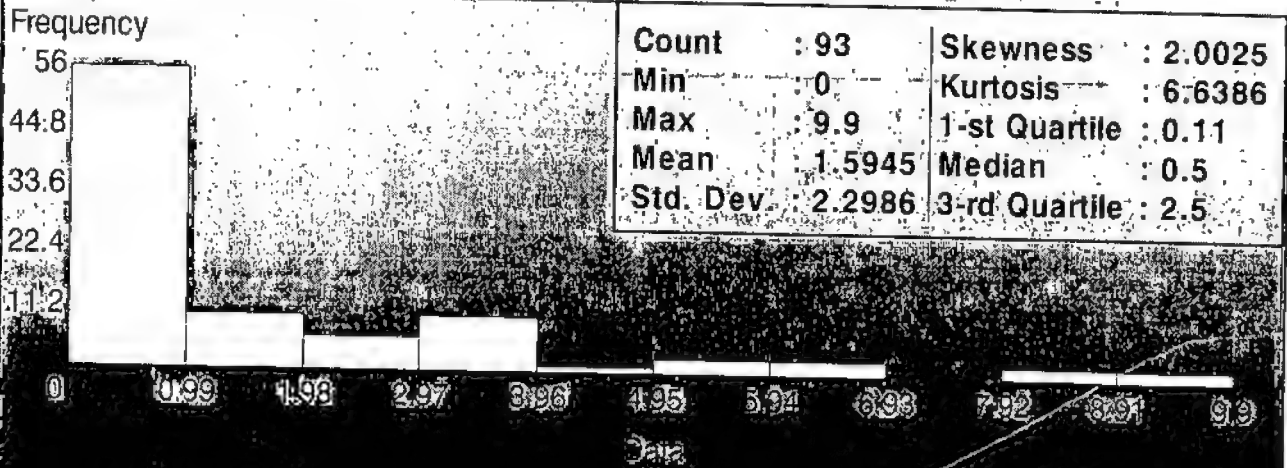 Frequency
56
44.8
33.6
22.4
11.2
0 0.99 1.98 2.97 3.96 4.95 5.94 6.93 7.92 8.91 9.9
Data
Count : 93
Min : 0
Max : 9.9
Mean : 1.5945
Std. Dev. : 2.2986
Skewness : 2.0025
Kurtosis : 6.6386
1-st Quartile : 0.11
Median : 0.5
3-rd Quartile : 2.5